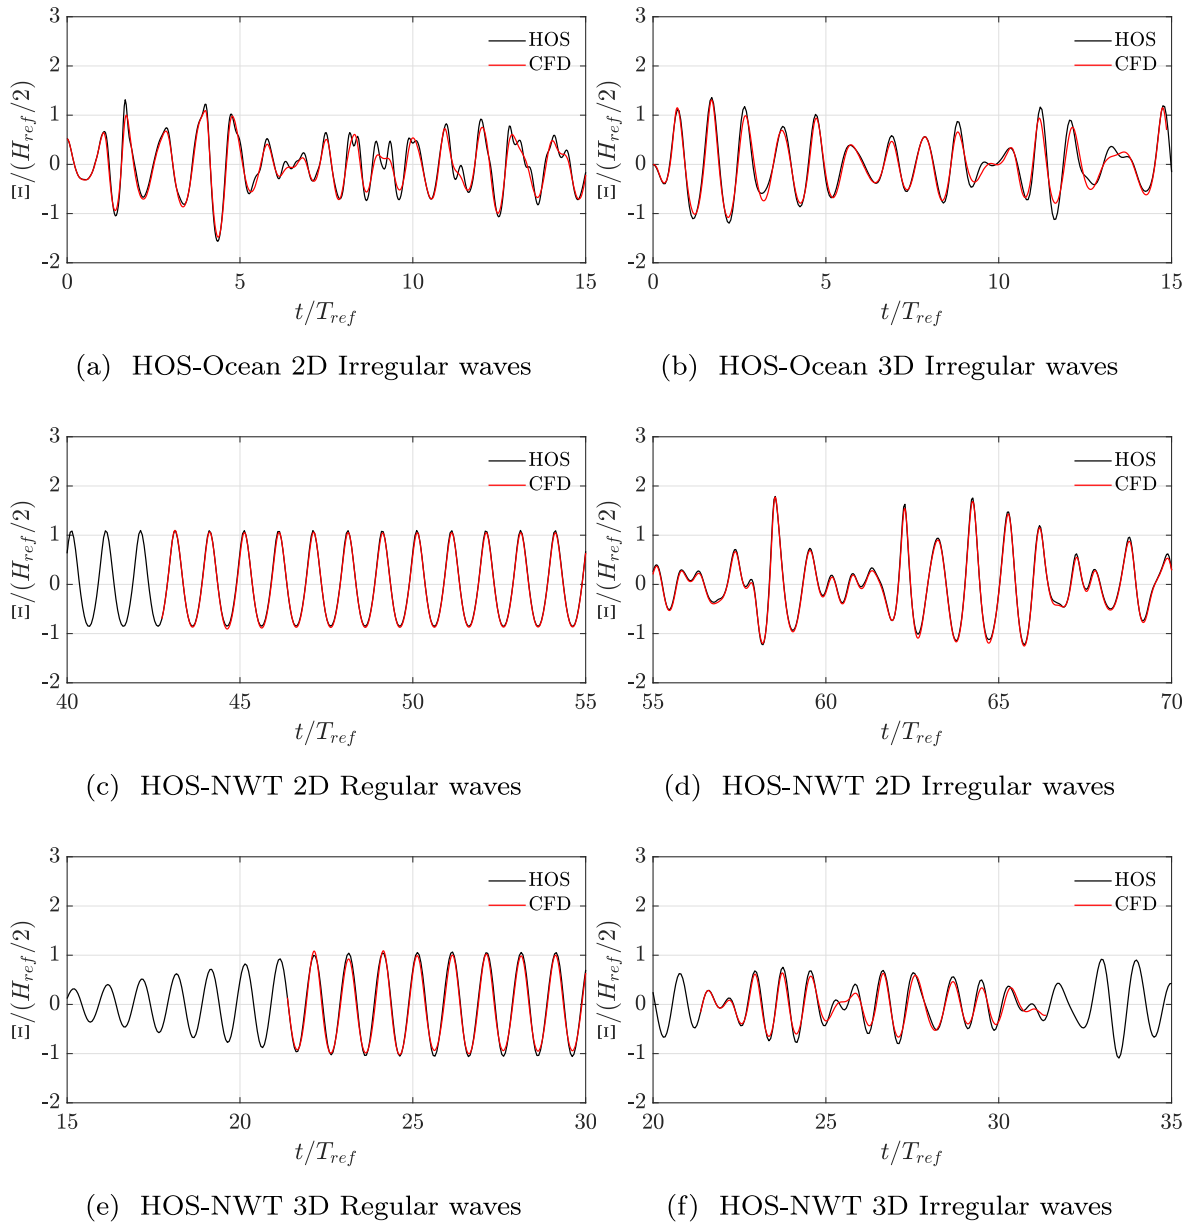 3
2
1
0
-1
-2
Ξ/(H_ref/2)
HOS
CFD
0 5 10 15
t/T_ref
(a) HOS-Ocean 2D Irregular waves
3
2
1
0
-1
-2
Ξ/(H_ref/2)
HOS
CFD
0 5 10 15
t/T_ref
(b) HOS-Ocean 3D Irregular waves
3
2
1
0
-1
-2
Ξ/(H_ref/2)
HOS
CFD
40 45 50 55
t/T_ref
(c) HOS-NWT 2D Regular waves
3
2
1
0
-1
-2
Ξ/(H_ref/2)
HOS
CFD
55 60 65 70
t/T_ref
(d) HOS-NWT 2D Irregular waves
3
2
1
0
-1
-2
Ξ/(H_ref/2)
HOS
CFD
15 20 25 30
t/T_ref
(e) HOS-NWT 3D Regular waves
3
2
1
0
-1
-2
Ξ/(H_ref/2)
HOS
CFD
20 25 30 35
t/T_ref
(f) HOS-NWT 3D Irregular waves